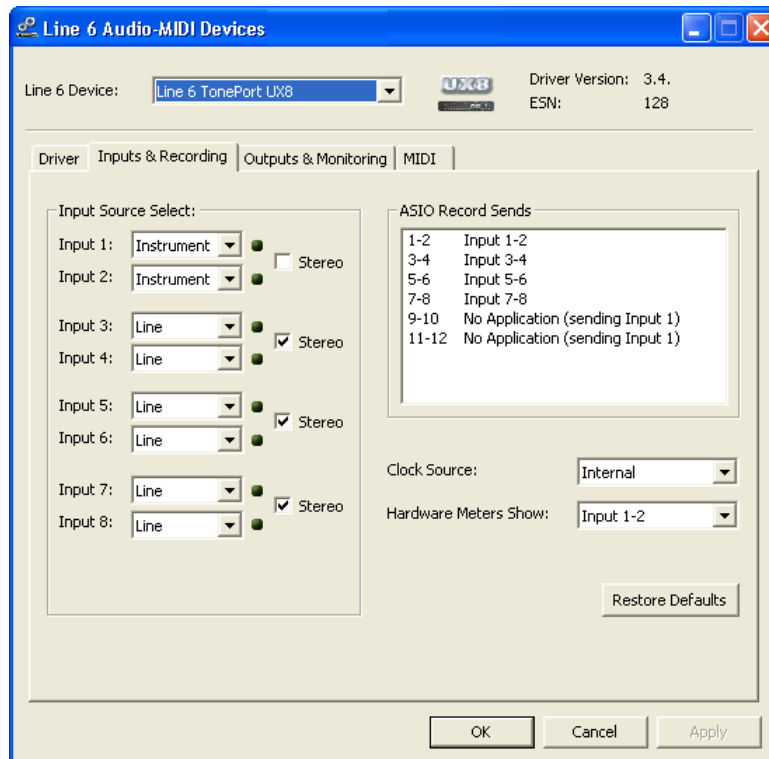 Line 6 Audio-MIDI Devices
Line 6 Device: Line 6 TonePort UX8
UX8
Driver Version: 3.4.
ESN: 128
Driver Inputs & Recording Outputs & Monitoring MIDI
Input Source Select:
Input 1: Instrument
Input 2: Instrument
Stereo
Input 3: Line
Input 4: Line
Stereo
Input 5: Line
Input 6: Line
Stereo
Input 7: Line
Input 8: Line
Stereo
ASIO Record Sends
1-2 Input 1-2
3-4 Input 3-4
5-6 Input 5-6
7-8 Input 7-8
9-10 No Application (sending Input 1)
11-12 No Application (sending Input 1)
Clock Source: Internal
Hardware Meters Show: Input 1-2
Restore Defaults
OK Cancel Apply